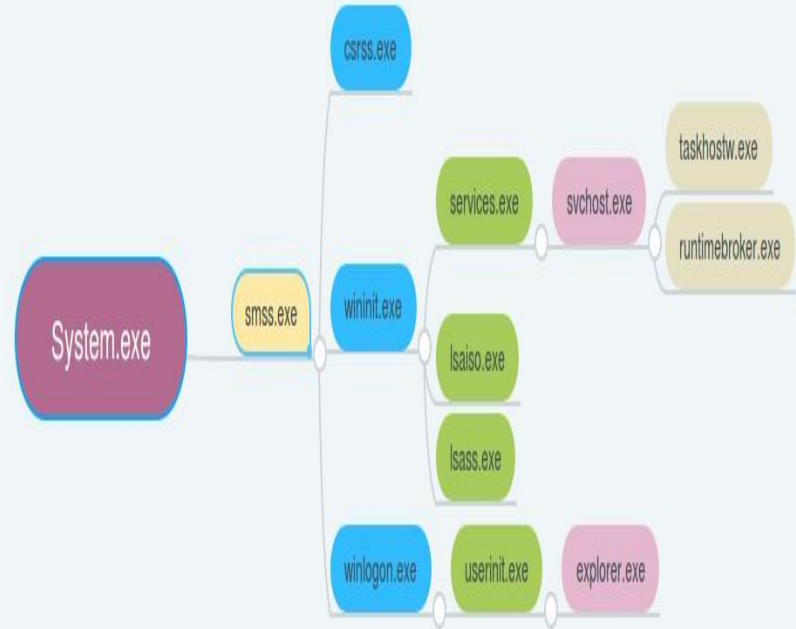 System.exe
smss.exe
csrss.exe
wininit.exe
services.exe
svchost.exe
taskhostw.exe
runtimebroker.exe
lsaiso.exe
lsass.exe
winlogon.exe
userinit.exe
explorer.exe